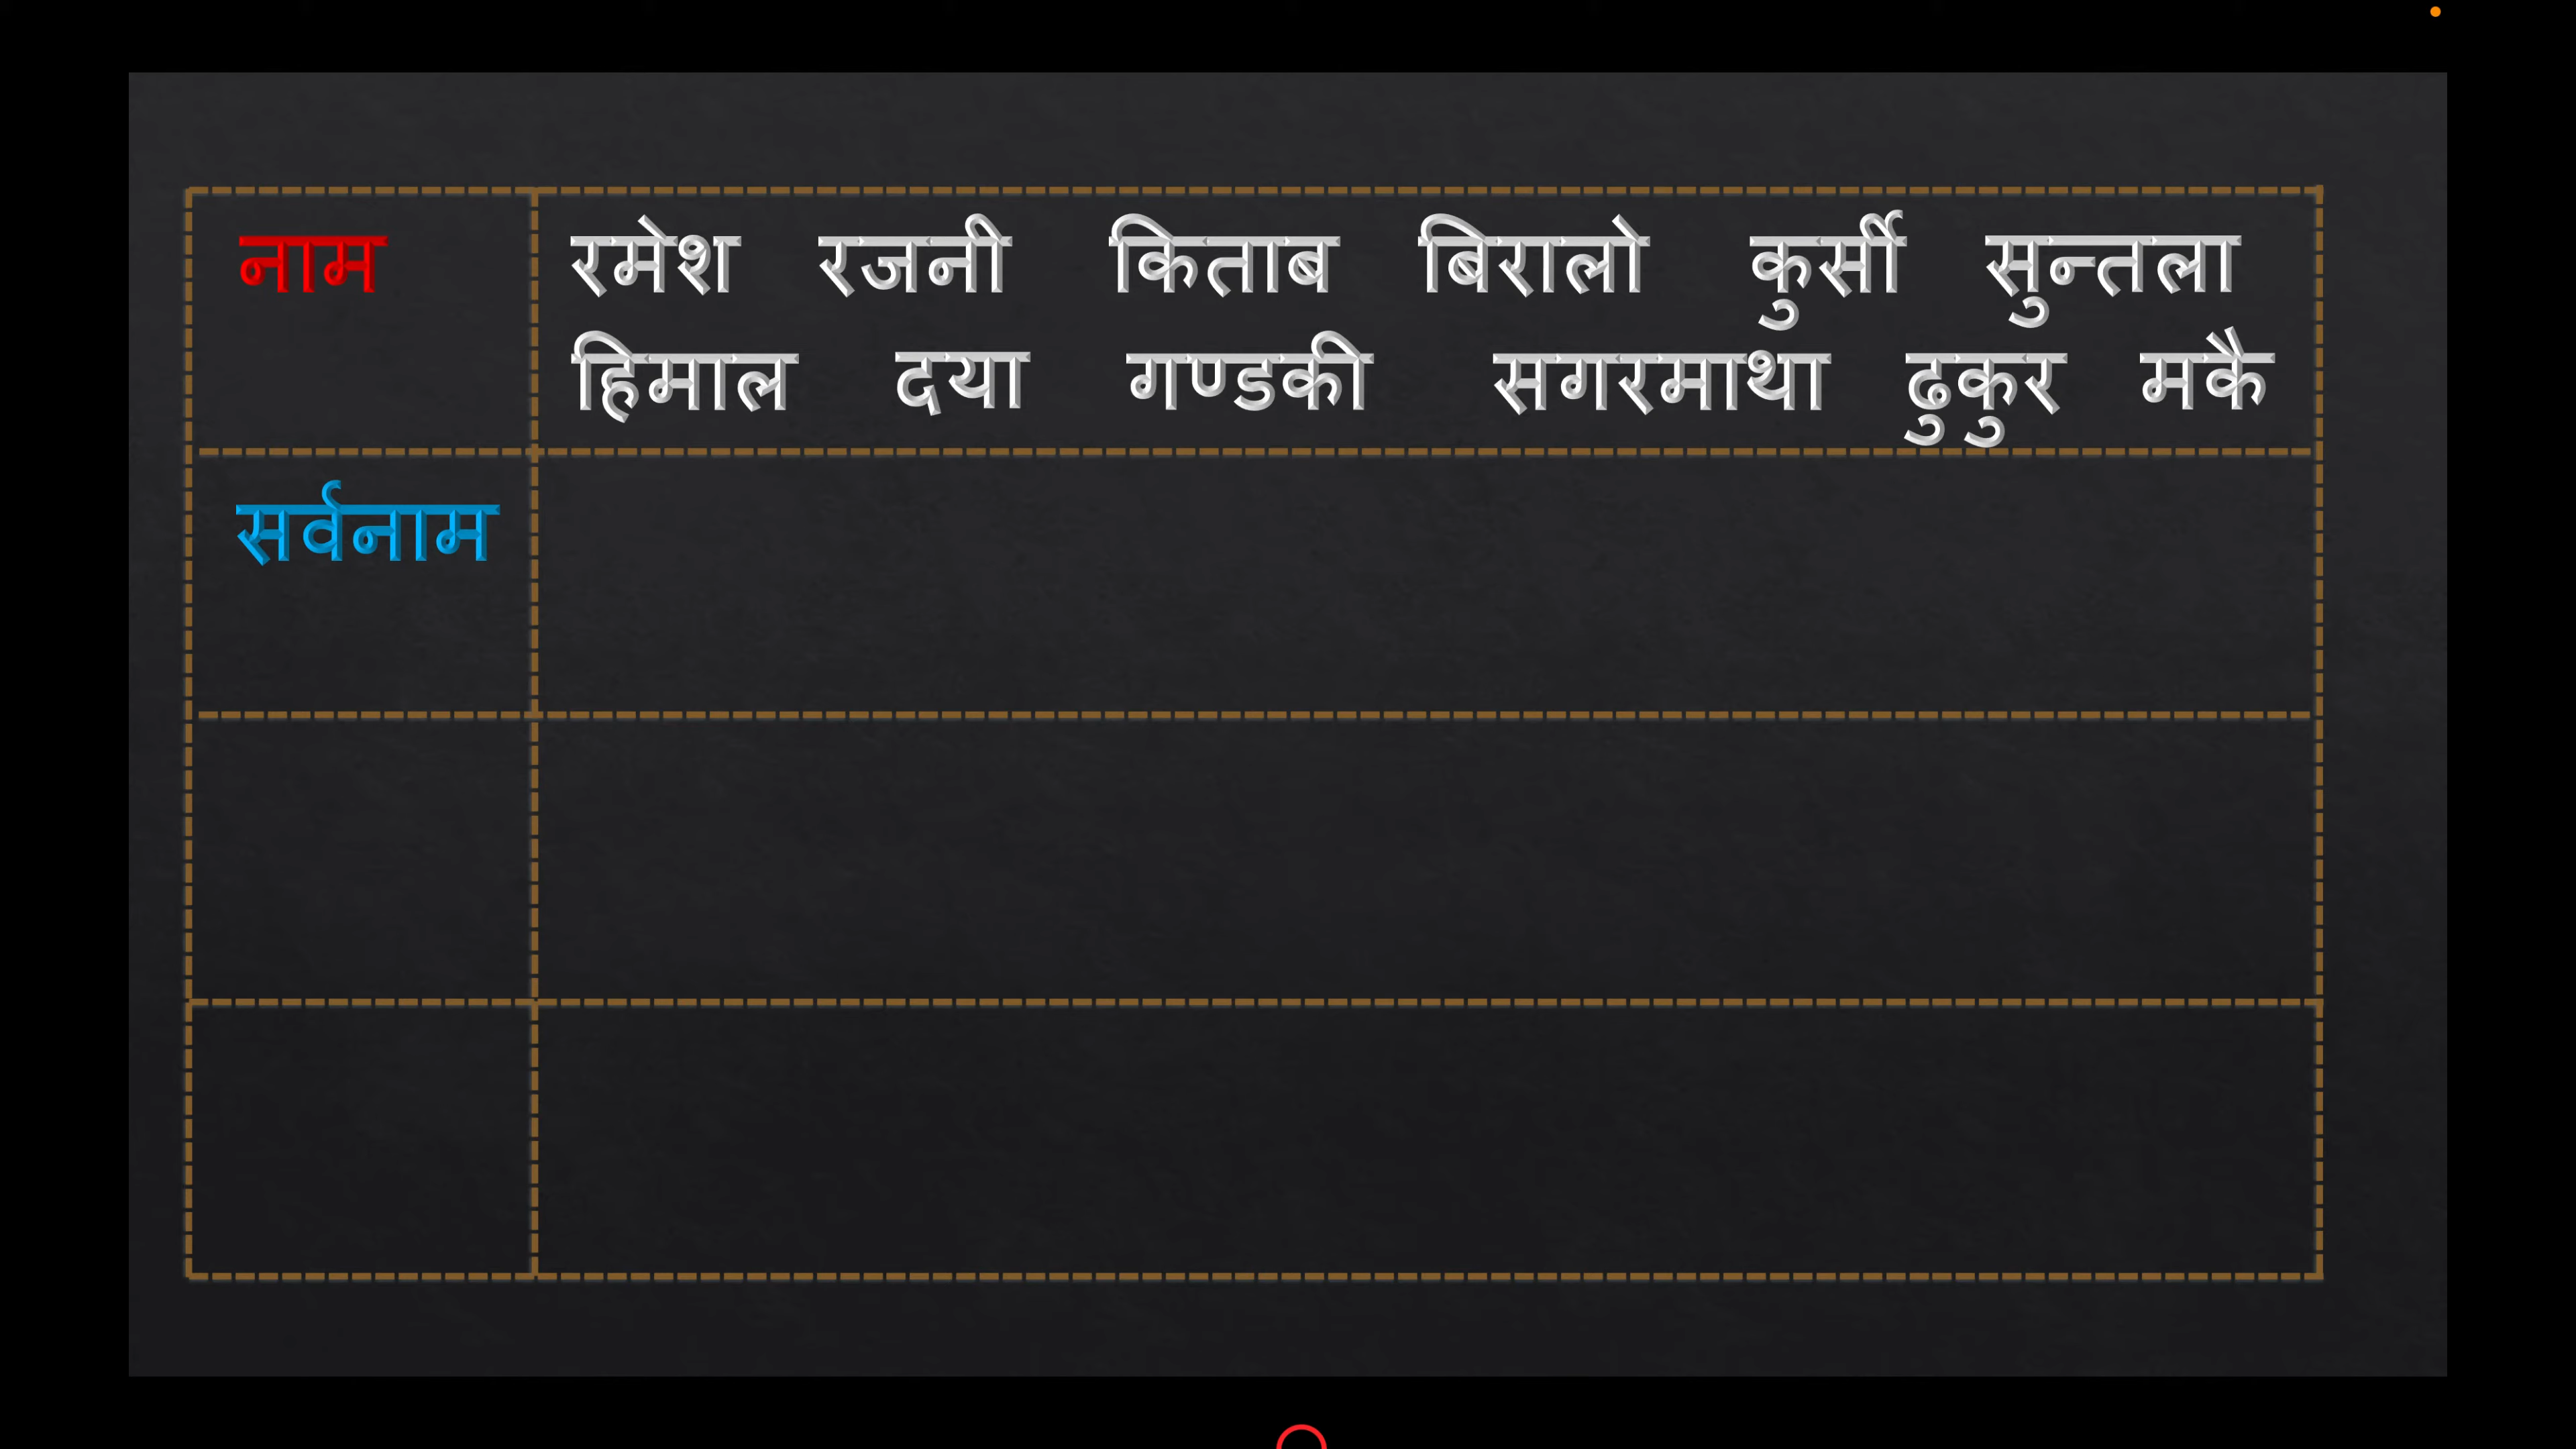 नाम रमेश रजनी किताब बिरालो कुर्सी सुन्तला
हिमाल दया गण्डकी सगरमाथा ढुकुर मकै
सर्वनाम